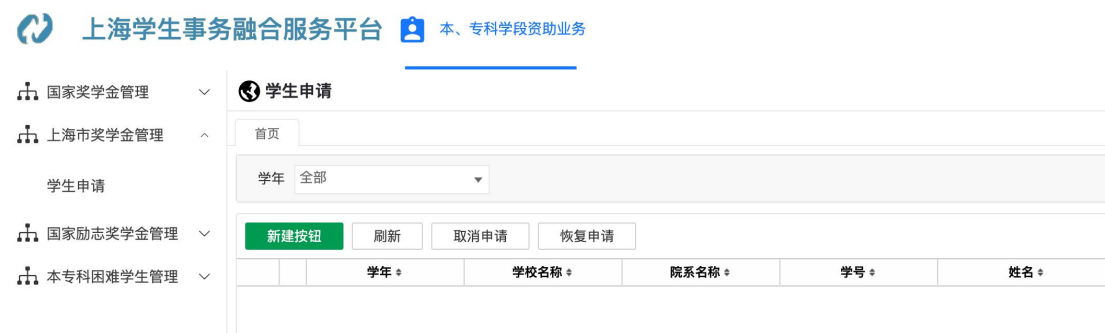 上海学生事务融合服务平台 本、专科学段资助业务
国家奖学金管理
上海市奖学金管理
学生申请
国家励志奖学金管理
本专科困难学生管理
学生申请
首页
学年 全部
新建按钮 刷新 取消申请 恢复申请
学年 学校名称 院系名称 学号 姓名